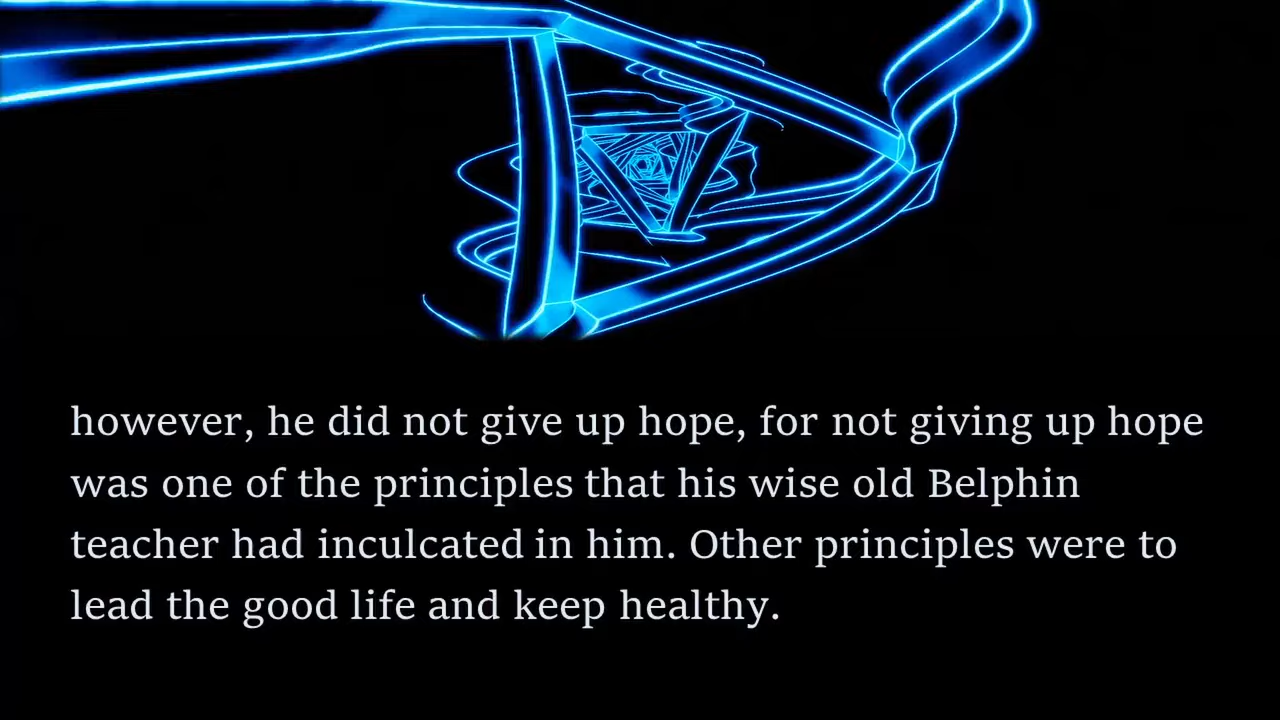 however, he did not give up hope, for not giving up hope
was one of the principles that his wise old Belphin
teacher had inculcated in him. Other principles were to
lead the good life and keep healthy.